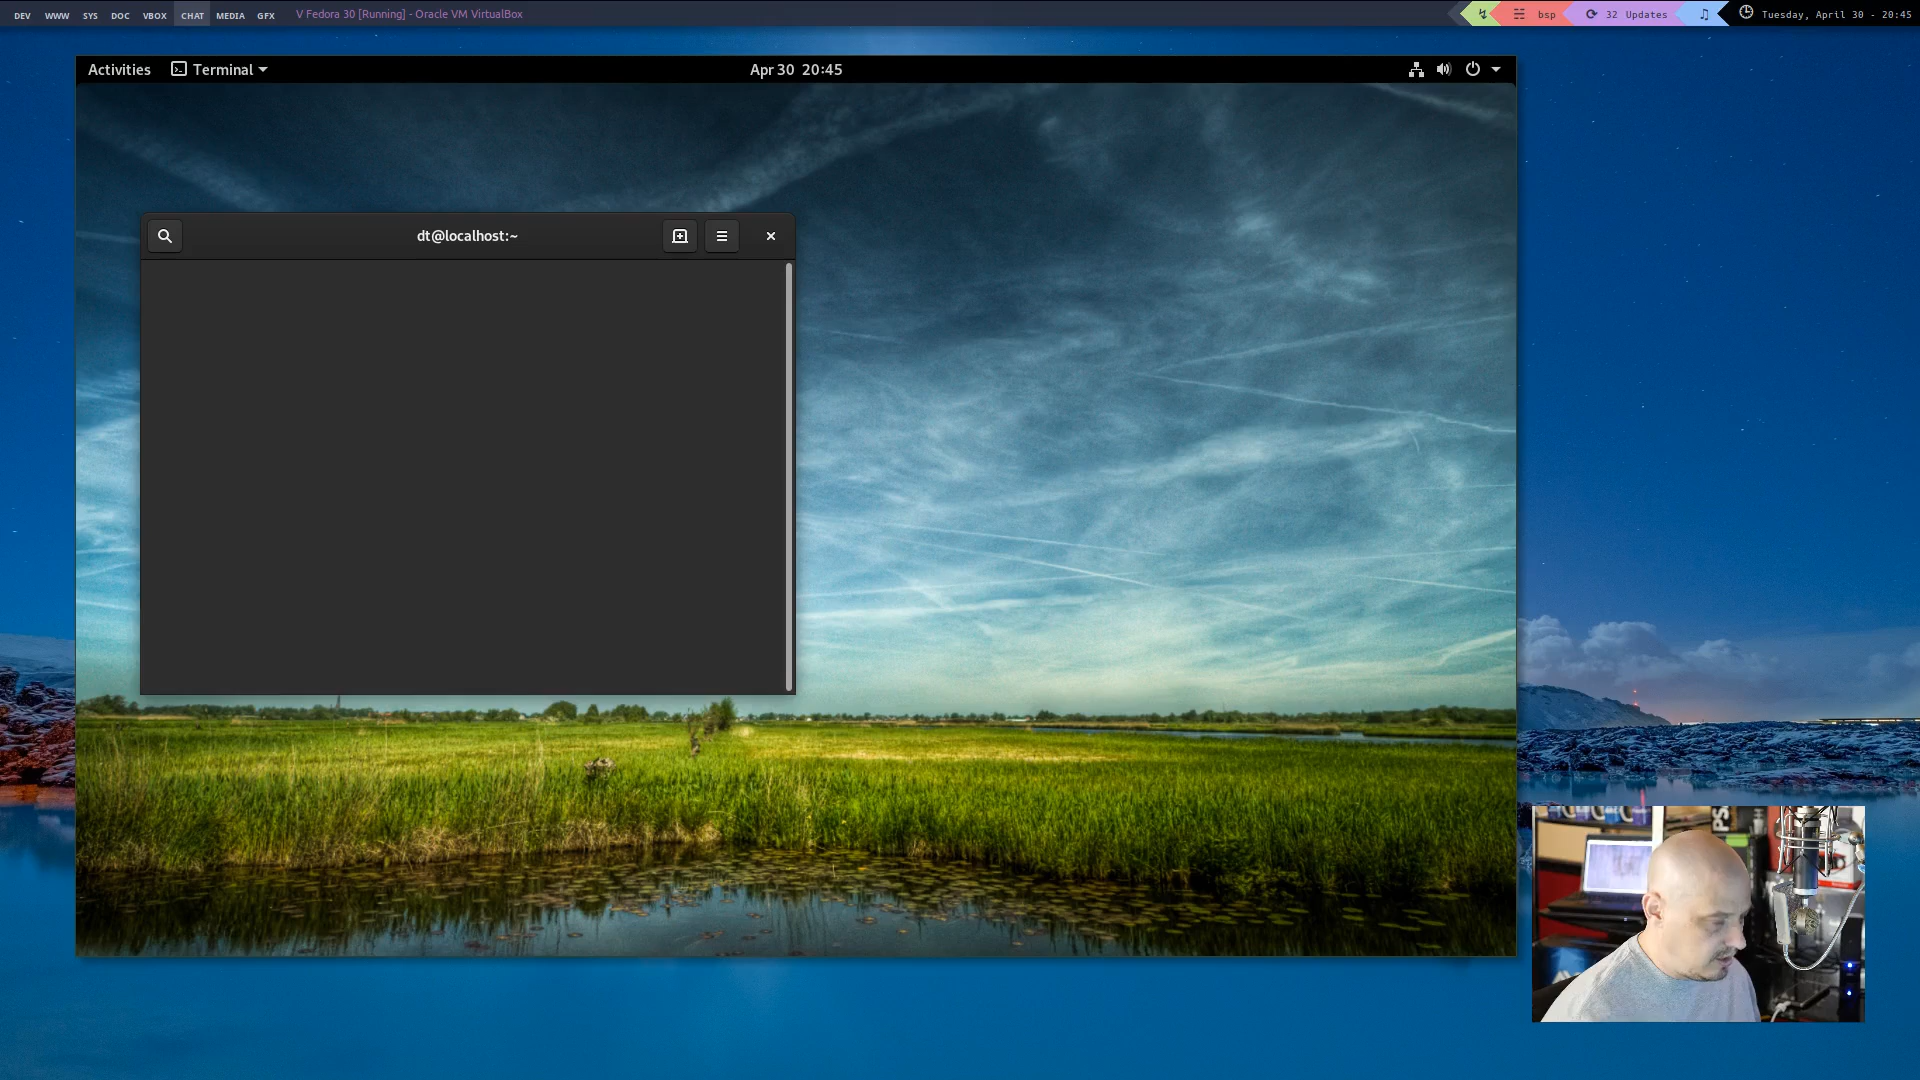 DEV WWW SYS DOC VBOX CHAT MEDIA GFX V Fedora 30 [Running] - Oracle VM VirtualBox bsp 32 Updates Tuesday, April 30 - 20:45
Activities Terminal Apr 30 20:45
dt@localhost:~